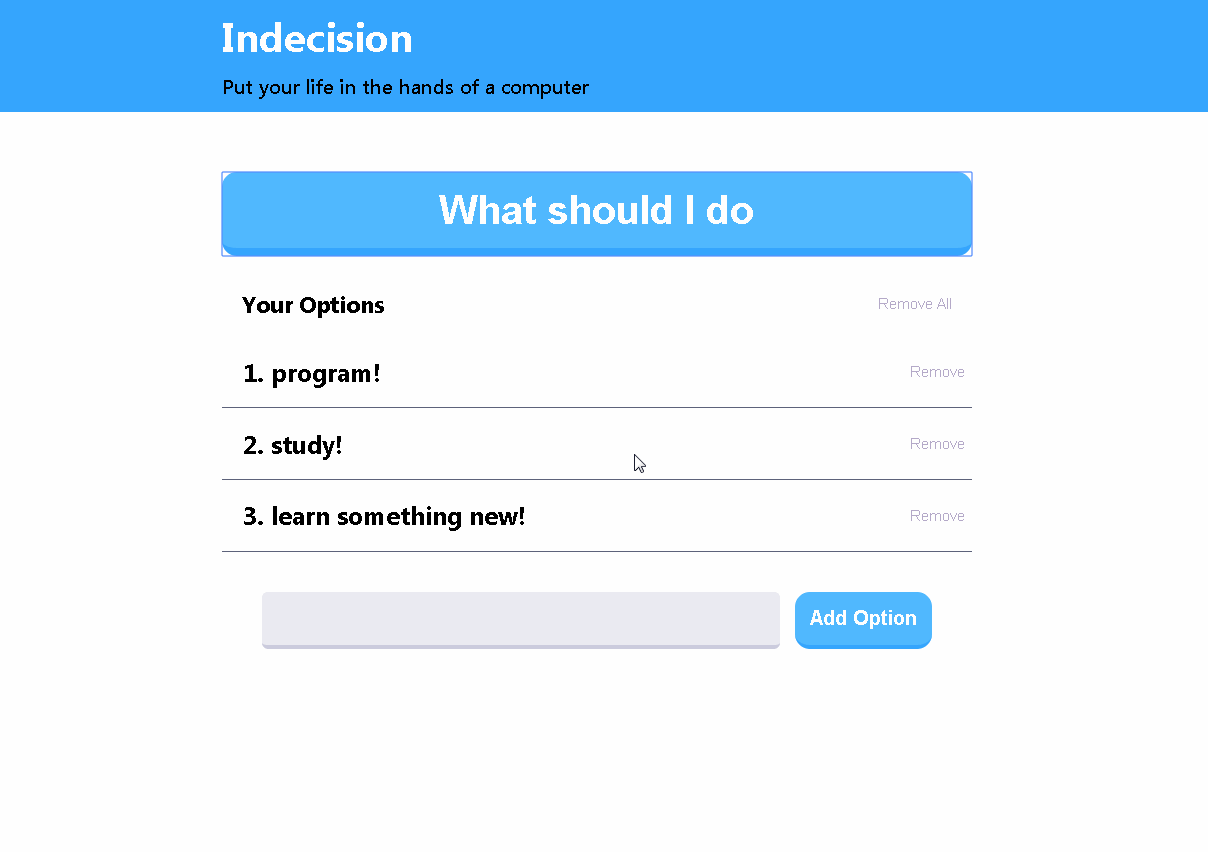 Indecision
Put your life in the hands of a computer
What should I do
Your Options Remove All
1. program! Remove
2. study! Remove
3. learn something new! Remove
Add Option